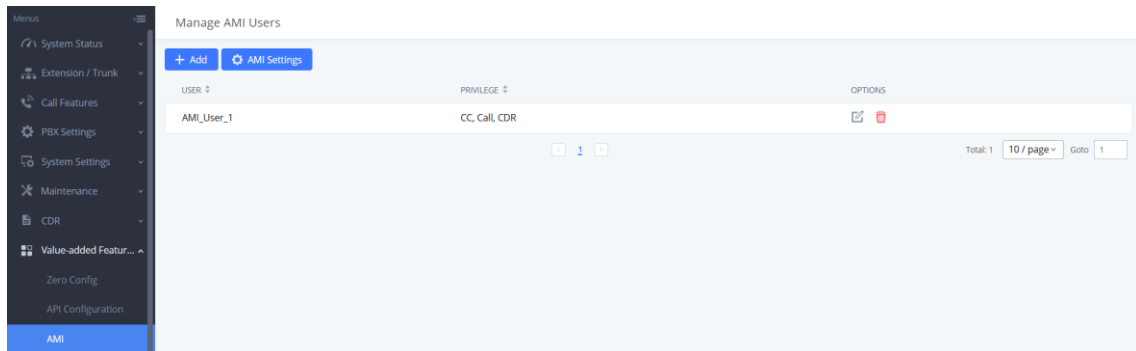 Menus
System Status
Extension / Trunk
Call Features
PBX Settings
System Settings
Maintenance
CDR
Value-added Featur...
Zero Config
API Configuration
AMI
Manage AMI Users
+ Add AMI Settings
USER PRIVILEGE OPTIONS
AMI_User_1 CC, Call, CDR
< 1 > Total: 1 10 / page Goto 1